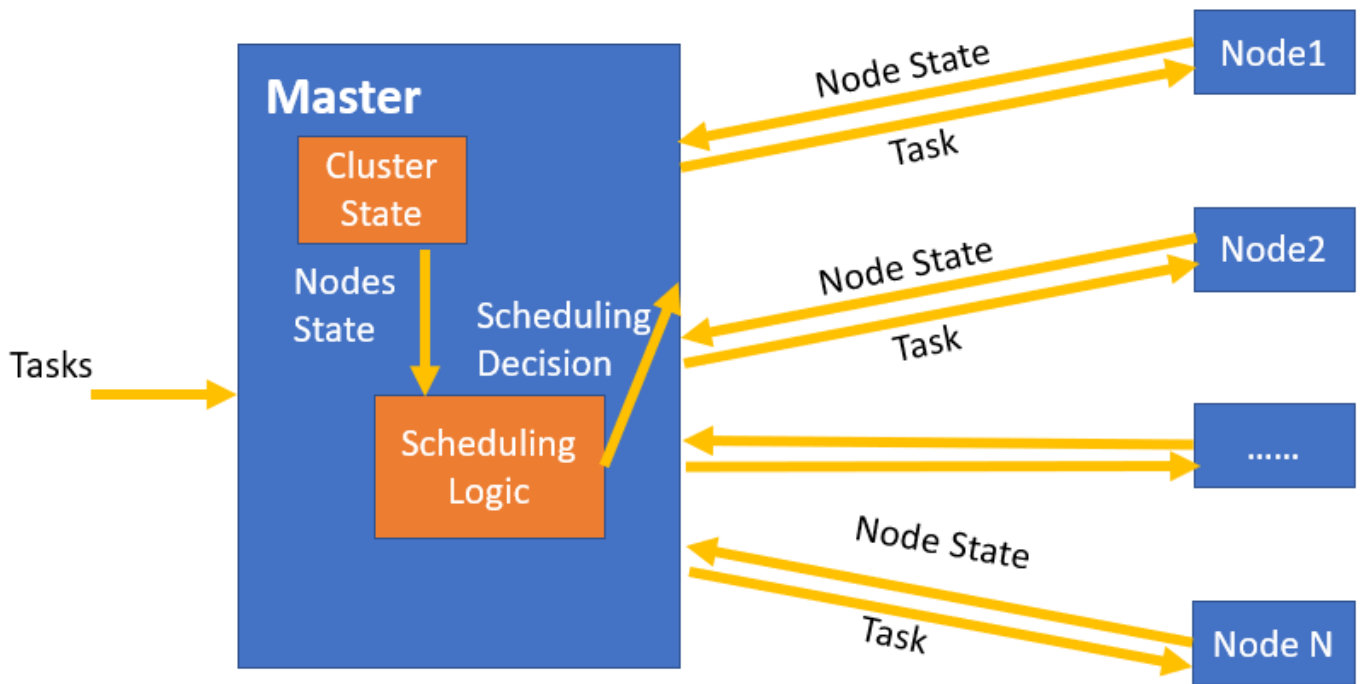 Master
Cluster
State
Nodes
State
Scheduling
Decision
Tasks
Scheduling
Logic
Node State
Task
Node1
Node State
Task
Node2
......
Node State
Task
Node N